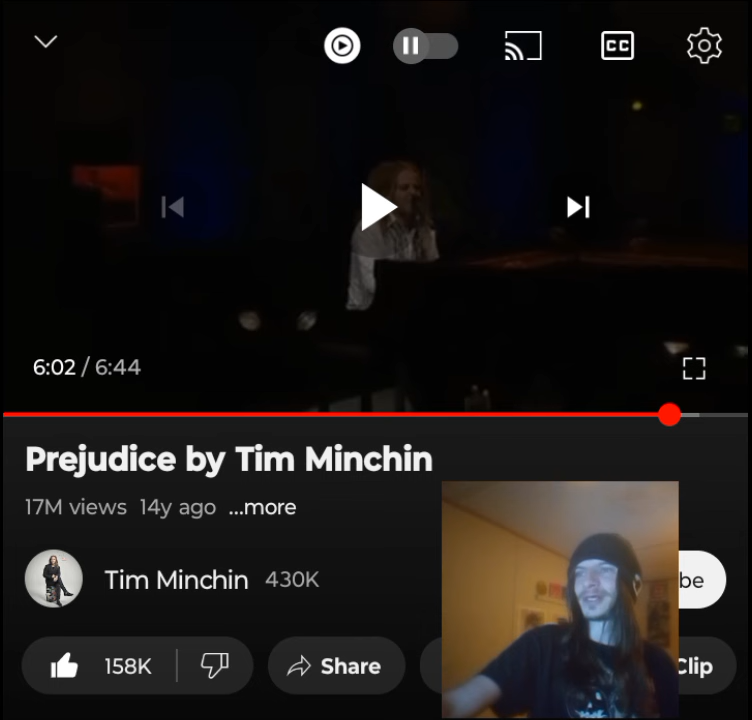 CC
6:02 / 6:44
Prejudice by Tim Minchin
17M views 14y ago ...more
Tim Minchin 430K
be
158K Share Clip